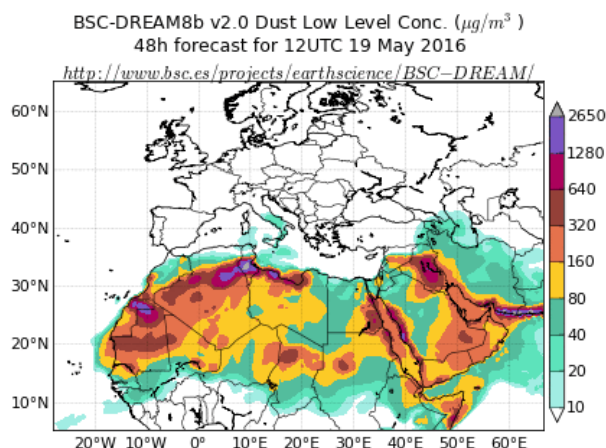 BSC-DREAM8b v2.0 Dust Low Level Conc. (μg/m³ )
48h forecast for 12UTC 19 May 2016
http://www.bsc.es/projects/earthscience/BSC−DREAM/
60°N
50°N
40°N
30°N
20°N
10°N
20°W 10°W 0° 10°E 20°E 30°E 40°E 50°E 60°E
2650
1280
640
320
160
80
40
20
10